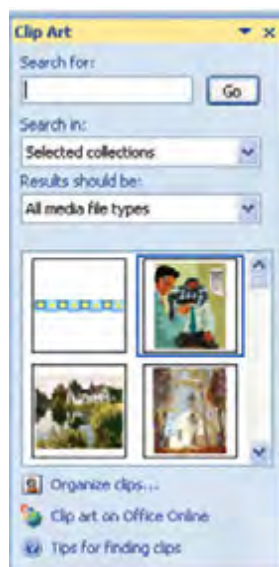 Clip Art
Search for:
Go
Search in:
Selected collections
Results should be:
All media file types
Organize clips...
Clip art on Office Online
Tips for finding clips